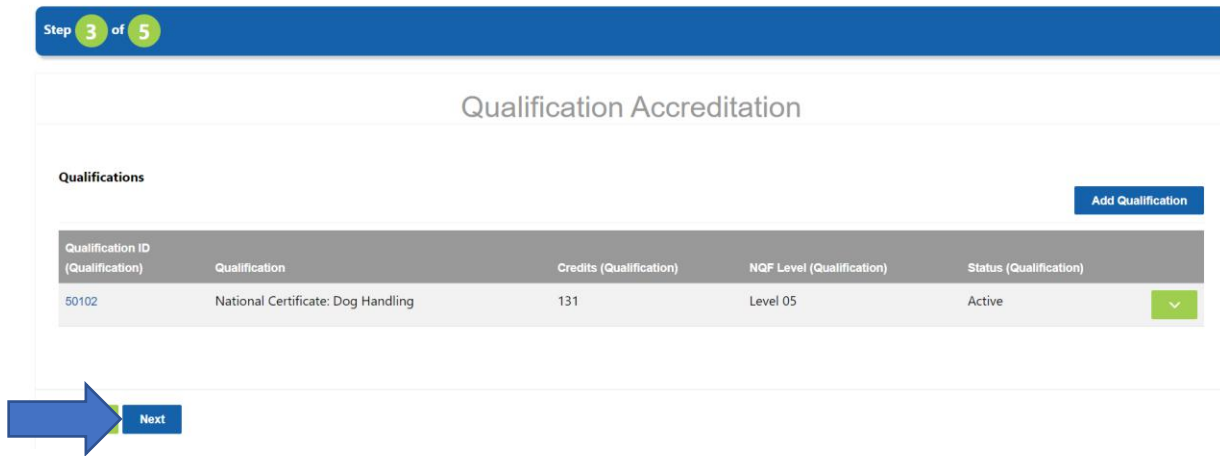 Step 3 of 5
Qualification Accreditation
Qualifications
Add Qualification
Qualification ID
(Qualification) Qualification Credits (Qualification) NQF Level (Qualification) Status (Qualification)
50102 National Certificate: Dog Handling 131 Level 05 Active
Next